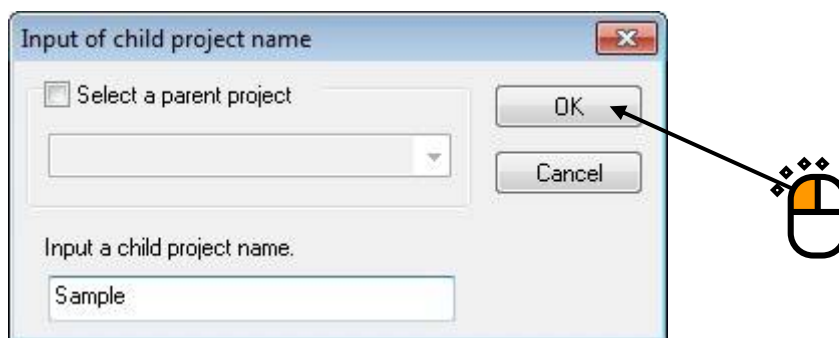 Input of child project name
Select a parent project
OK
Cancel
Input a child project name.
Sample